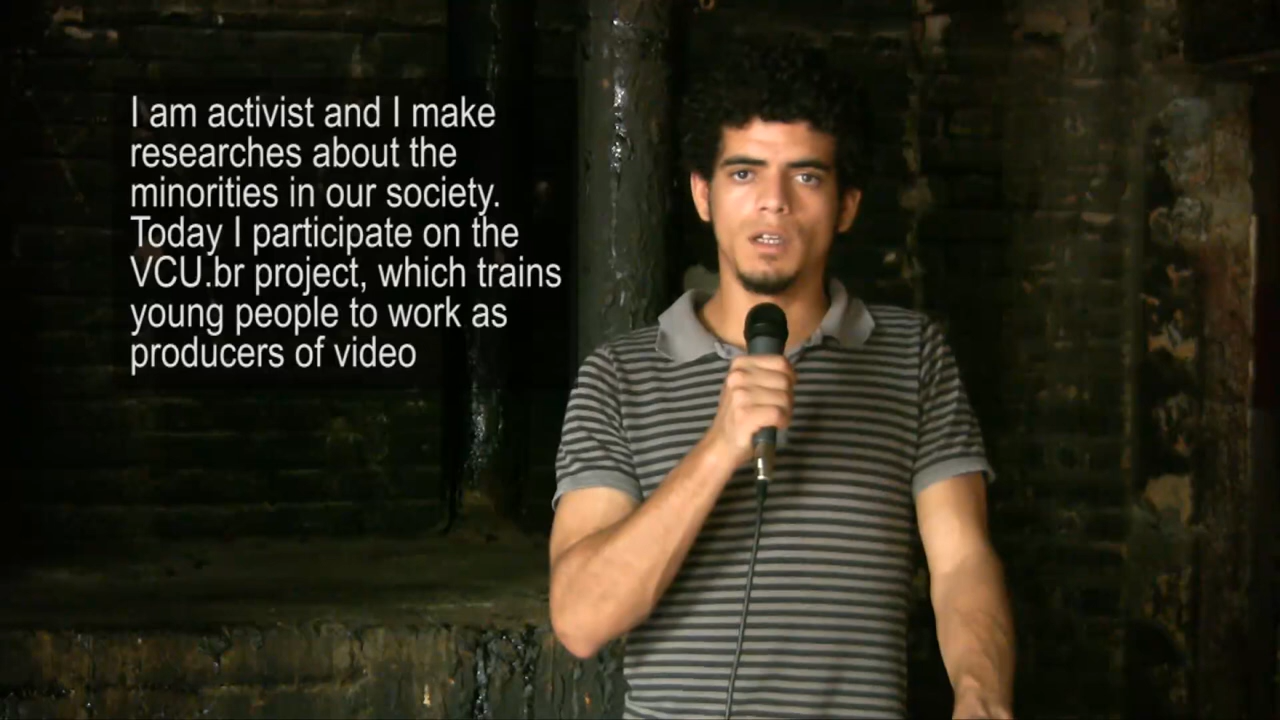 I am activist and I make
researches about the
minorities in our society.
Today I participate on the
VCU.br project, which trains
young people to work as
producers of video